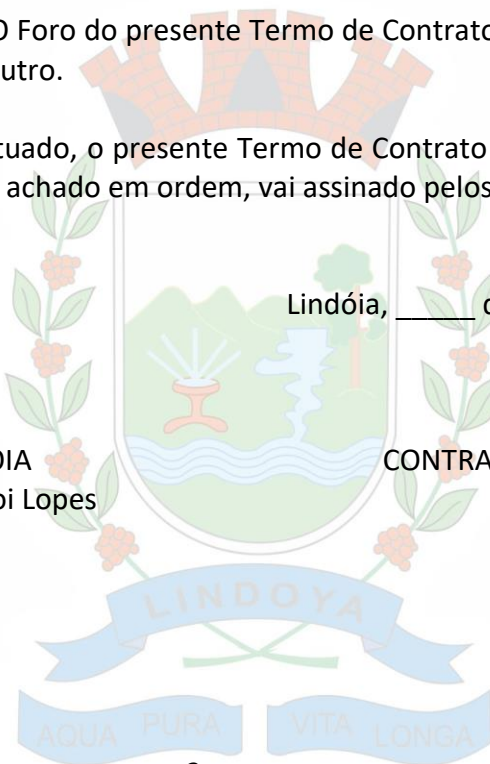 O Foro do presente Termo de Contrato
utro.
tuado, o presente Termo de Contrato
achado em ordem, vai assinado pelos
Lindóia, _____ d
OIA CONTRA
oi Lopes
LINDOYA
AQUA PURA VITA LONGA